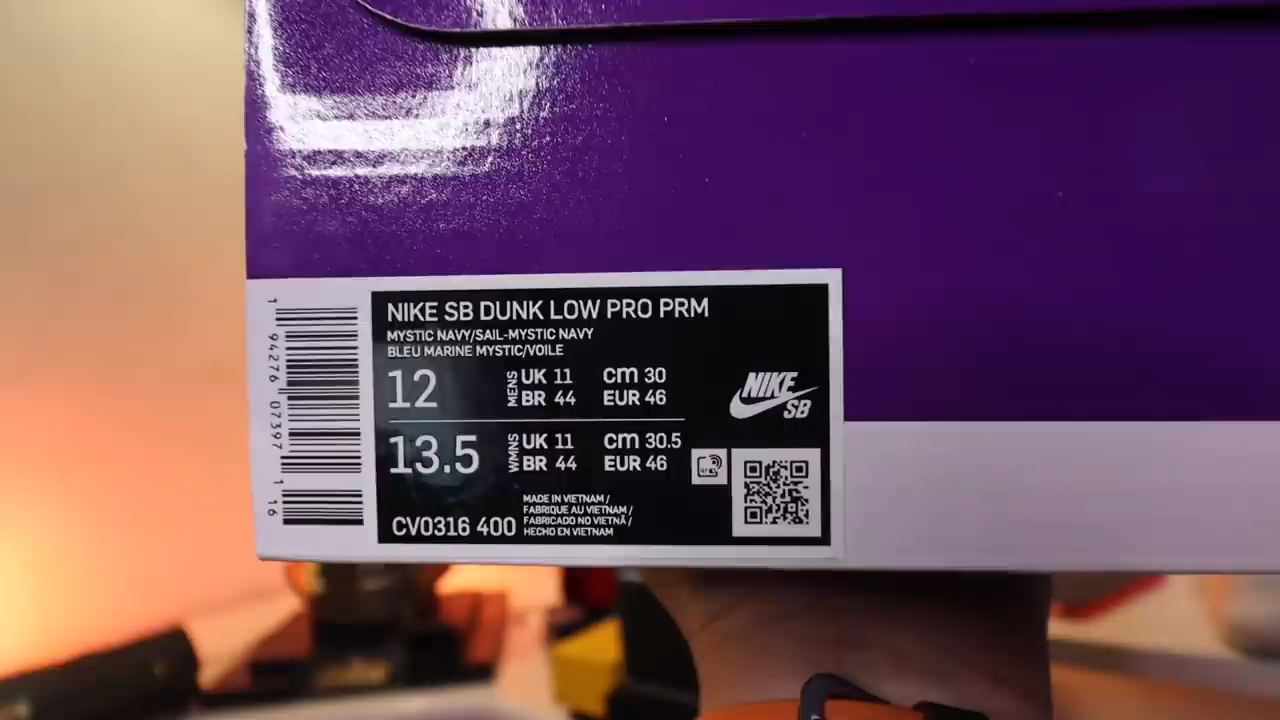 NIKE SB DUNK LOW PRO PRM
MYSTIC NAVY/SAIL-MYSTIC NAVY
BLEU MARINE MYSTIC/VOILE
12 MENS UK 11 cm 30
BR 44 EUR 46
13.5 WMNS UK 11 cm 30.5
BR 44 EUR 46
NIKE
SB
CV0316 400
MADE IN VIETNAM /
FABRIQUE AU VIETNAM /
FABRICADO NO VIETNÃ /
HECHO EN VIETNAM
1 94276 07397 1 16